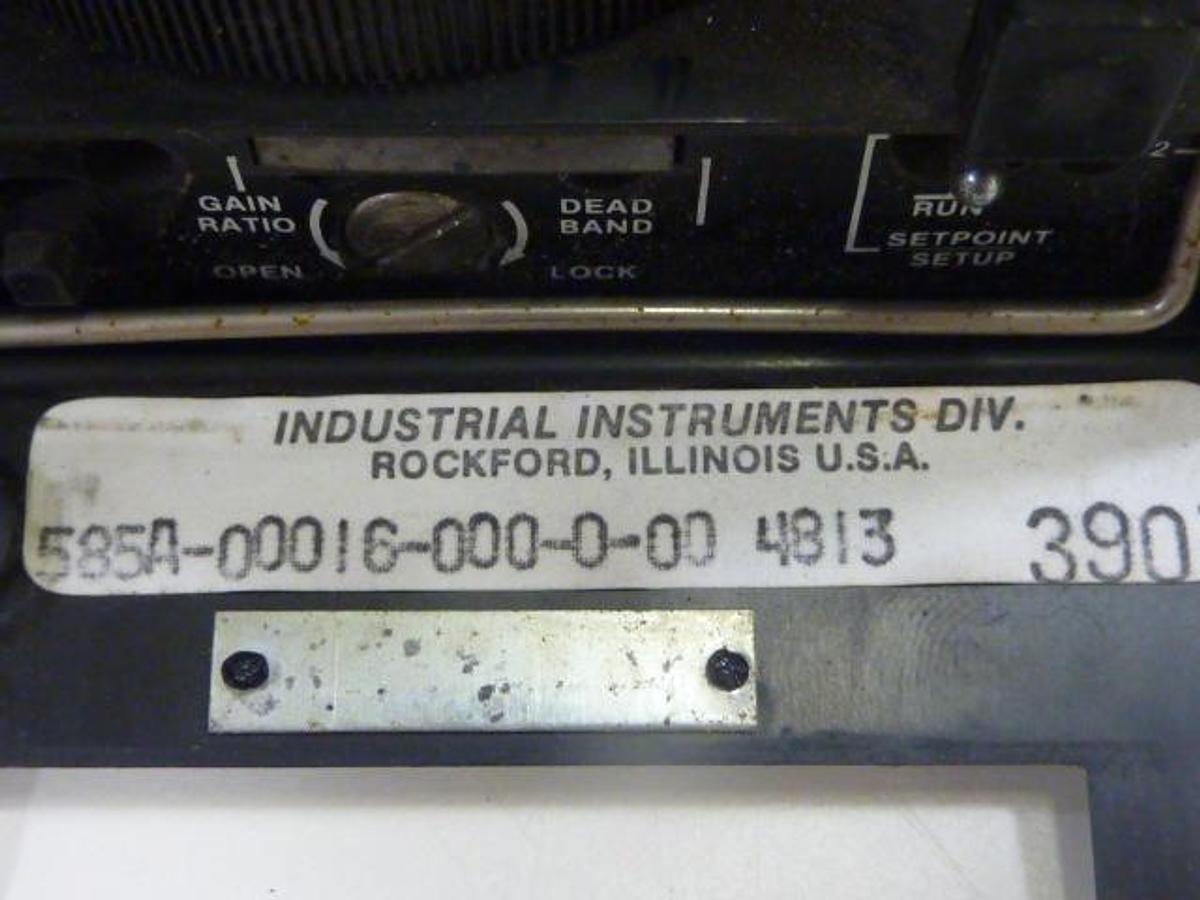 GAIN
RATIO
DEAD
BAND
OPEN
LOCK
2
RUN
SETPOINT
SETUP
INDUSTRIAL INSTRUMENTS DIV.
ROCKFORD, ILLINOIS U.S.A.
585A-00016-000-0-00 4813 390